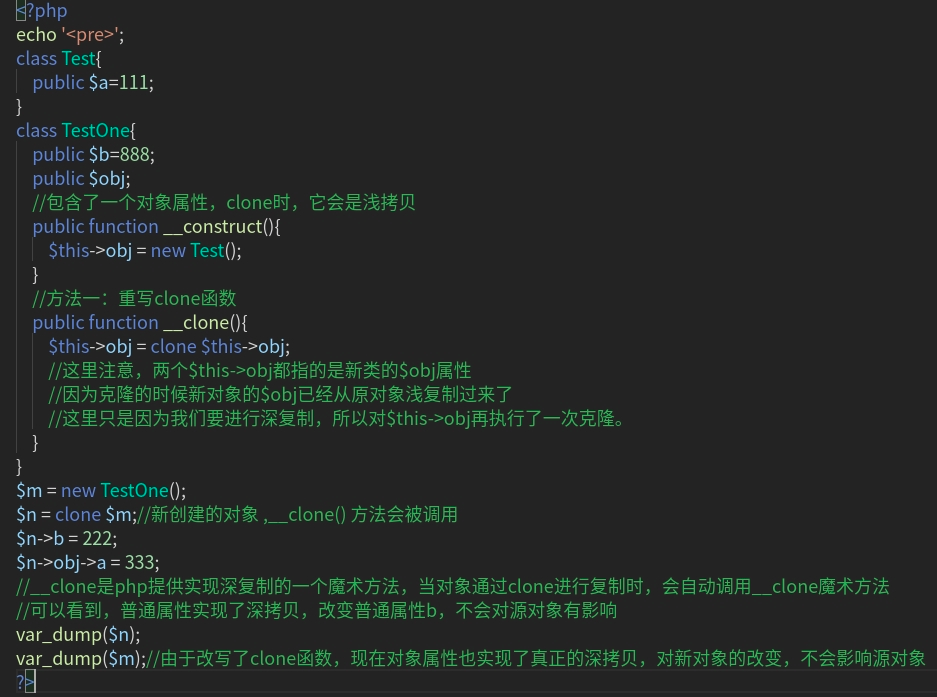 <?php
echo '<pre>';
class Test{
public $a=111;
}
class TestOne{
public $b=888;
public $obj;
//包含了一个对象属性，clone时，它会是浅拷贝
public function __construct(){
$this->obj = new Test();
}
//方法一：重写clone函数
public function __clone(){
$this->obj = clone $this->obj;
//这里注意，两个$this->obj都指的是新类的$obj属性
//因为克隆的时候新对象的$obj已经从原对象浅复制过来了
//这里只是因为我们要进行深复制，所以对$this->obj再执行了一次克隆。
}
}
$m = new TestOne();
$n = clone $m;//新创建的对象 ,__clone() 方法会被调用
$n->b = 222;
$n->obj->a = 333;
//__clone是php提供实现深复制的一个魔术方法，当对象通过clone进行复制时，会自动调用__clone魔术方法
//可以看到，普通属性实现了深拷贝，改变普通属性b，不会对源对象有影响
var_dump($n);
var_dump($m);//由于改写了clone函数，现在对象属性也实现了真正的深拷贝，对新对象的改变，不会影响源对象
?>